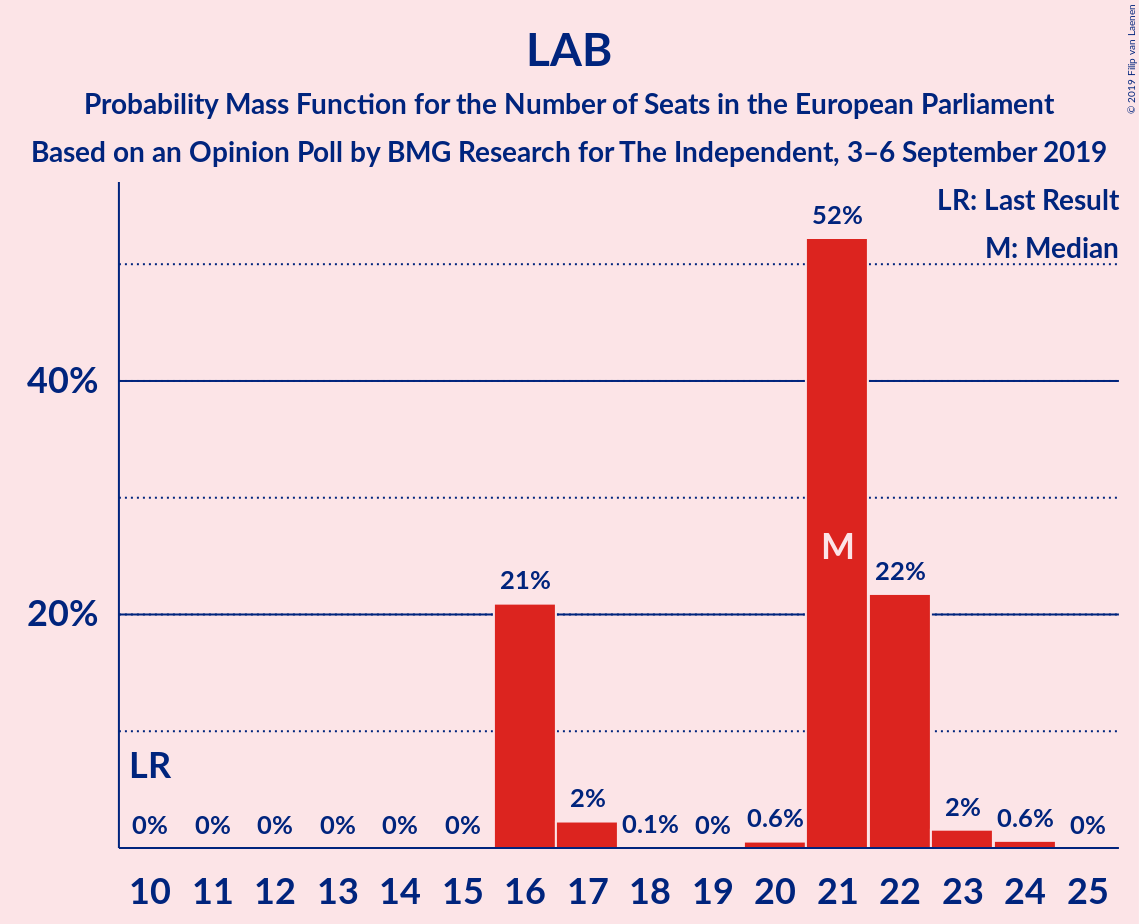 LAB
Probability Mass Function for the Number of Seats in the European Parliament
Based on an Opinion Poll by BMG Research for The Independent, 3–6 September 2019
© 2019 Filip van Laenen
LR: Last Result
M: Median
52%
40%
M
21%
22%
20%
LR
0% 0% 0% 0% 0% 0% 2% 0.1% 0% 0.6% 2% 0.6% 0%
10 11 12 13 14 15 16 17 18 19 20 21 22 23 24 25